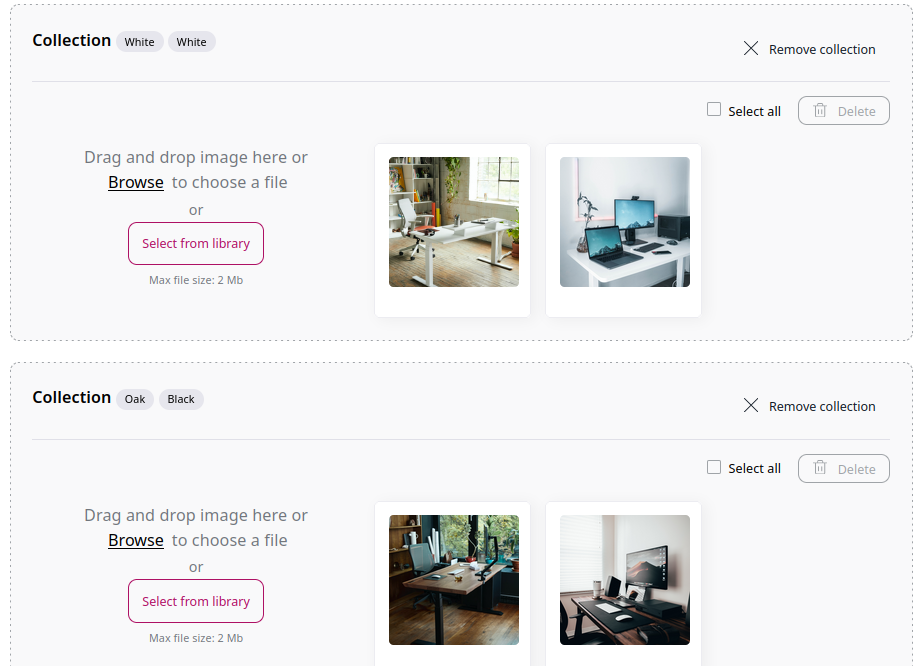 Collection White White
Remove collection
Select all Delete
Drag and drop image here or
Browse to choose a file
or
Select from library
Max file size: 2 Mb
Collection Oak Black
Remove collection
Select all Delete
Drag and drop image here or
Browse to choose a file
or
Select from library
Max file size: 2 Mb